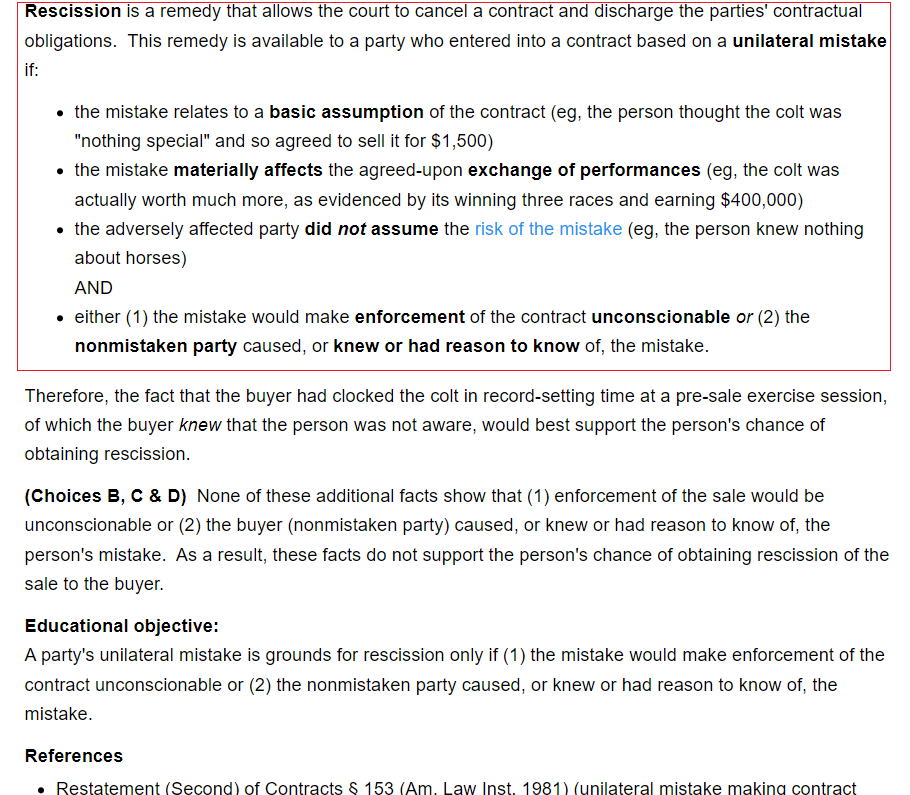 Rescission is a remedy that allows the court to cancel a contract and discharge the parties' contractual
obligations.  This remedy is available to a party who entered into a contract based on a unilateral mistake
if:
• the mistake relates to a basic assumption of the contract (eg, the person thought the colt was
"nothing special" and so agreed to sell it for $1,500)
• the mistake materially affects the agreed-upon exchange of performances (eg, the colt was
actually worth much more, as evidenced by its winning three races and earning $400,000)
• the adversely affected party did not assume the risk of the mistake (eg, the person knew nothing
about horses)
AND
• either (1) the mistake would make enforcement of the contract unconscionable or (2) the
nonmistaken party caused, or knew or had reason to know of, the mistake.
Therefore, the fact that the buyer had clocked the colt in record-setting time at a pre-sale exercise session,
of which the buyer knew that the person was not aware, would best support the person's chance of
obtaining rescission.
(Choices B, C & D)  None of these additional facts show that (1) enforcement of the sale would be
unconscionable or (2) the buyer (nonmistaken party) caused, or knew or had reason to know of, the
person's mistake.  As a result, these facts do not support the person's chance of obtaining rescission of the
sale to the buyer.
Educational objective:
A party's unilateral mistake is grounds for rescission only if (1) the mistake would make enforcement of the
contract unconscionable or (2) the nonmistaken party caused, or knew or had reason to know of, the
mistake.
References
• Restatement (Second) of Contracts § 153 (Am. Law Inst. 1981) (unilateral mistake making contract